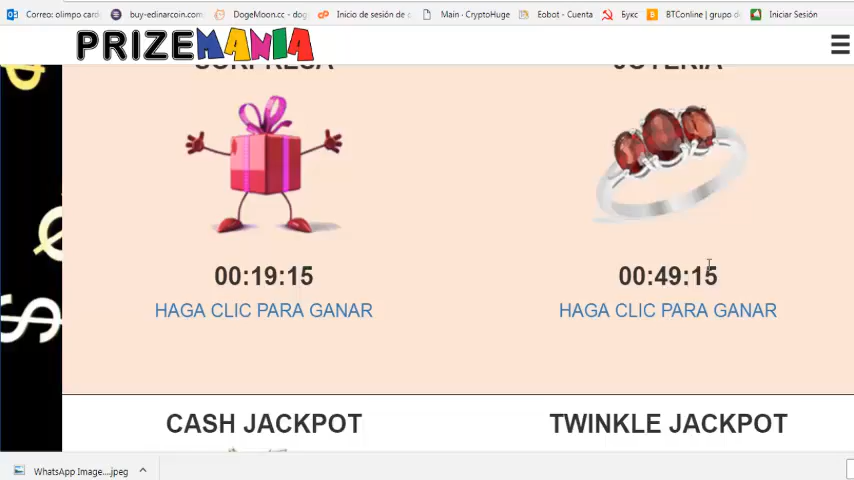 Correo: olimpo card
buy-edinarcoin.com
DogeMoon.cc - dog
Inicio de sesión de
Main · CryptoHuge
Eobot - Cuenta
Букс
BTConline | grupo d
Iniciar Sesión
PRIZEMANIA
SORPRESA
JOYERIA
00:19:15
00:49:15
HAGA CLIC PARA GANAR
HAGA CLIC PARA GANAR
CASH JACKPOT
TWINKLE JACKPOT
WhatsApp Image....jpeg